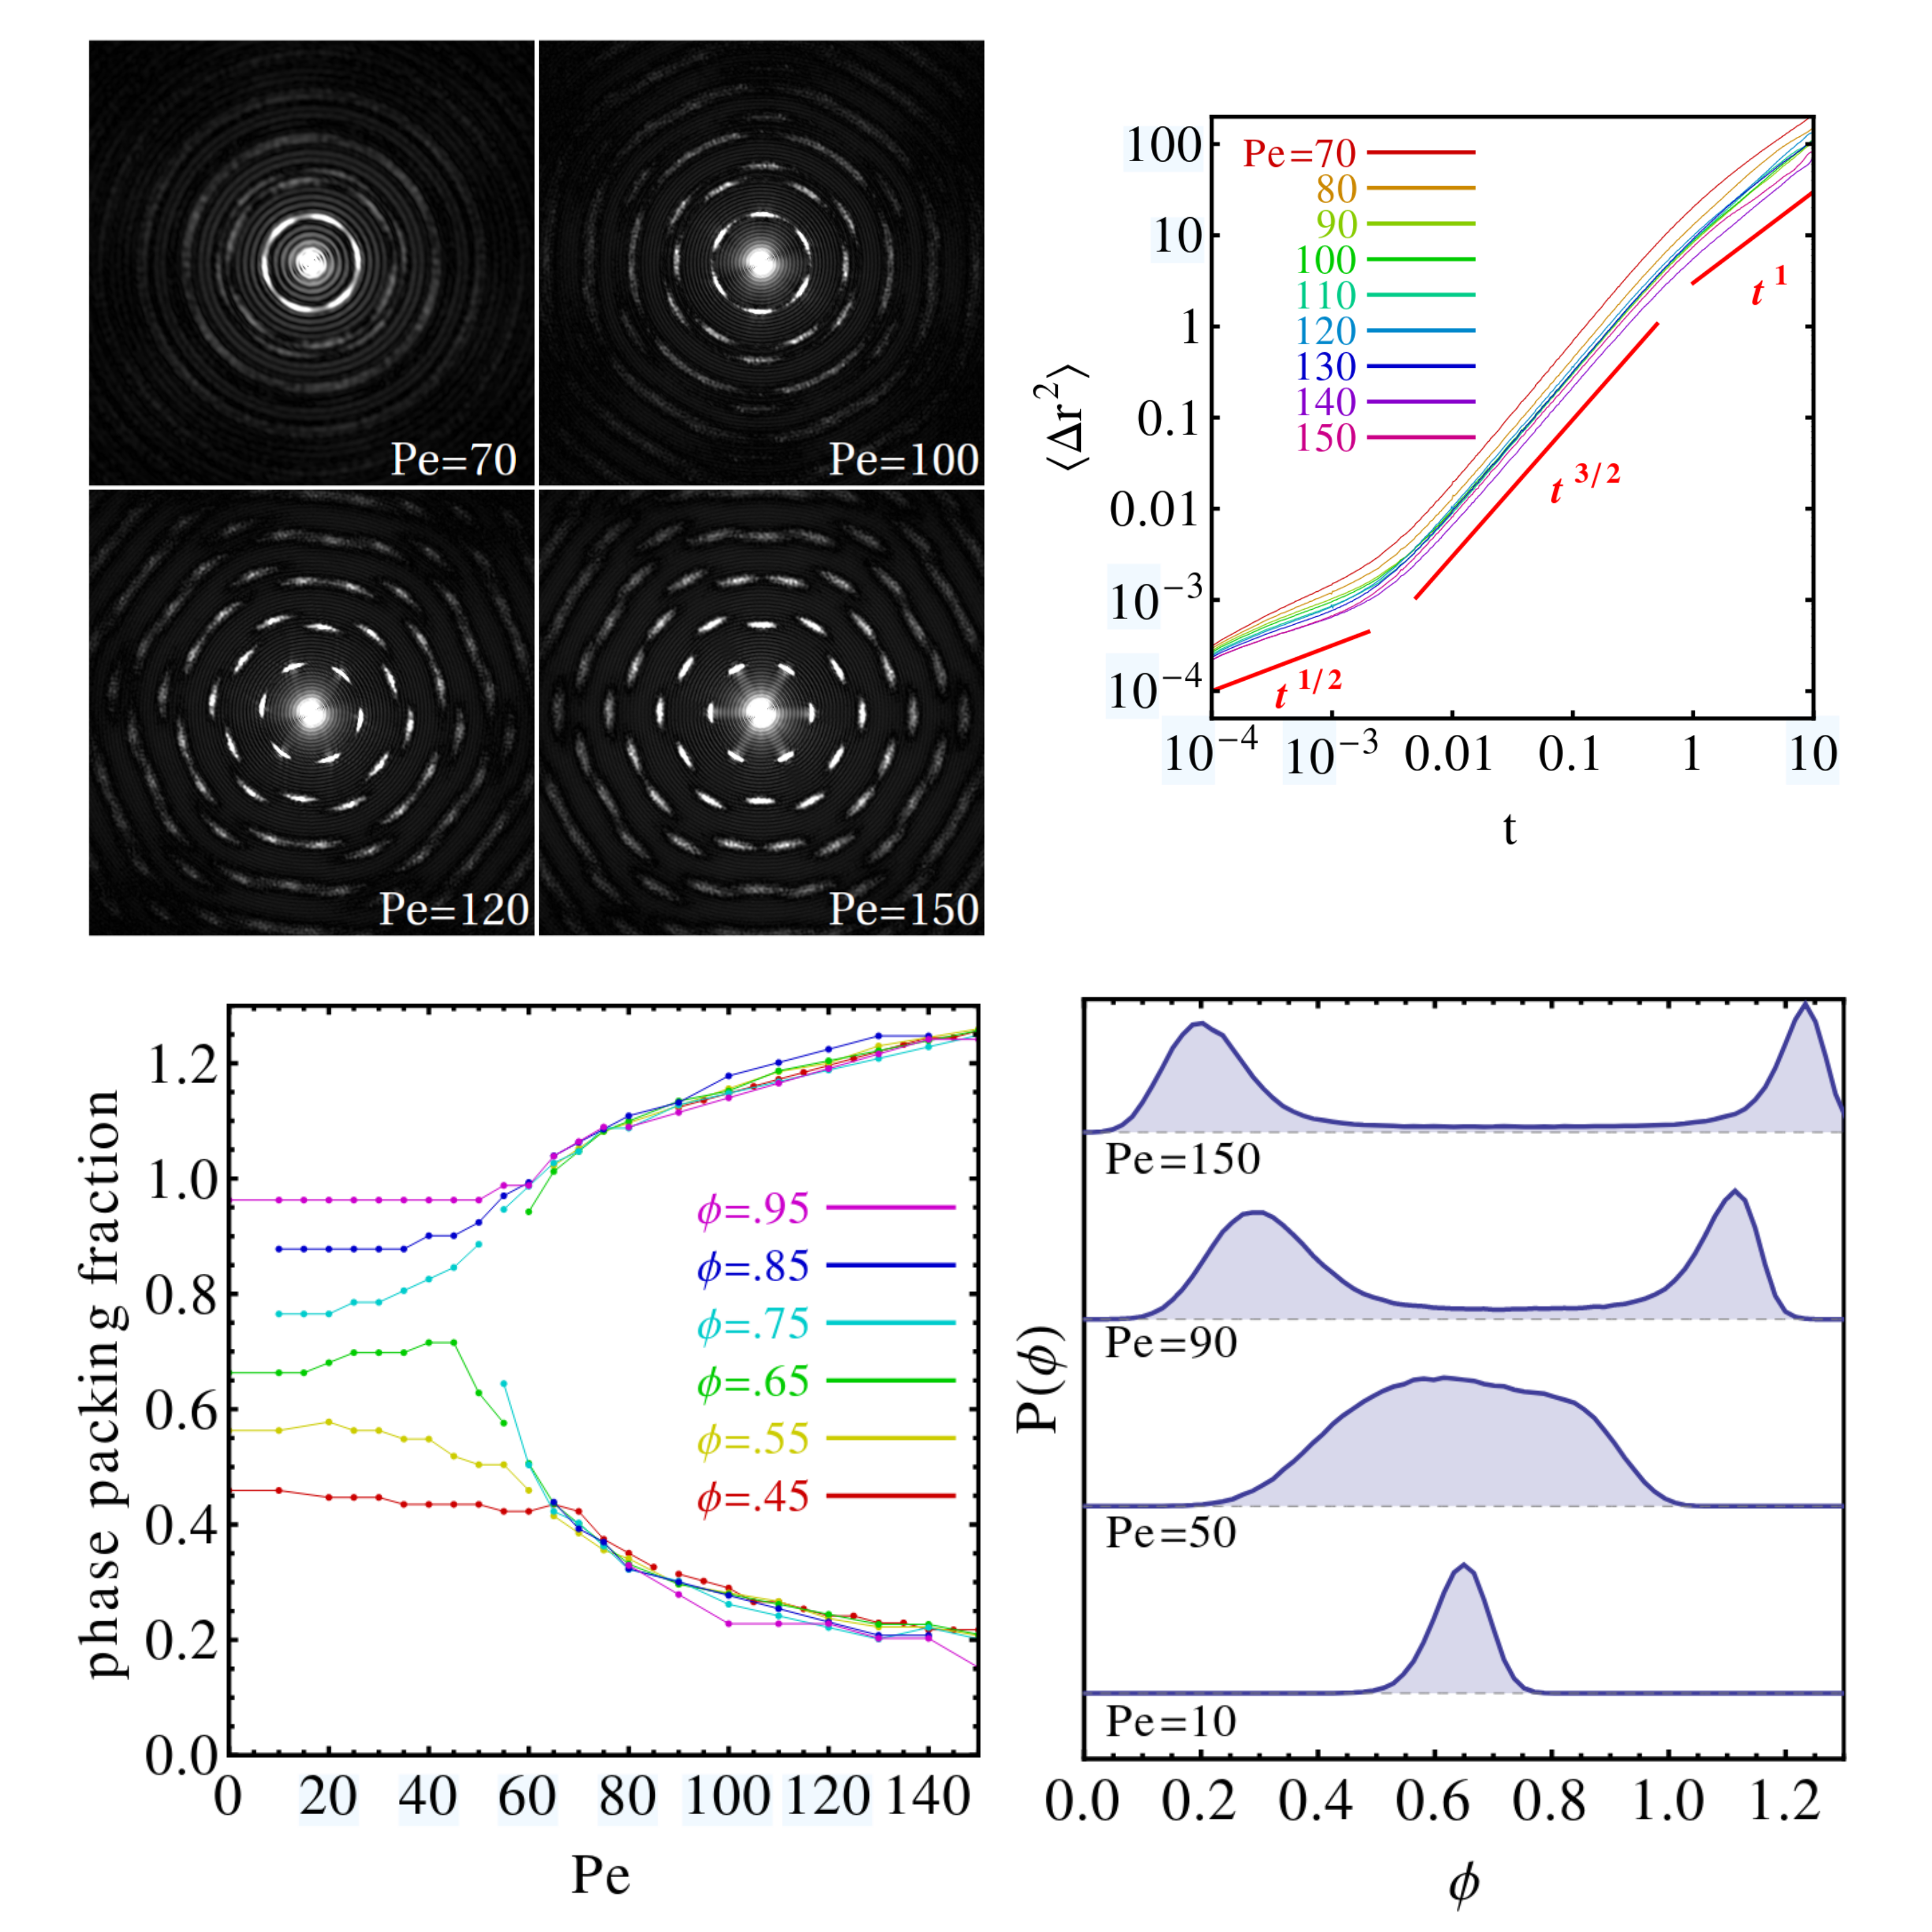 Pe=70
Pe=100
Pe=120
Pe=150
⟨Δr²⟩
100
10
1
0.1
0.01
10⁻³
10⁻⁴
Pe=70
80
90
100
110
120
130
140
150
t¹
t³/²
t¹/²
10⁻⁴ 10⁻³ 0.01 0.1 1 10
t
phase packing fraction
1.2
1.0
0.8
0.6
0.4
0.2
0.0
ϕ=.95
ϕ=.85
ϕ=.75
ϕ=.65
ϕ=.55
ϕ=.45
0 20 40 60 80 100 120 140
Pe
P(ϕ)
Pe=150
Pe=90
Pe=50
Pe=10
0.0 0.2 0.4 0.6 0.8 1.0 1.2
ϕ